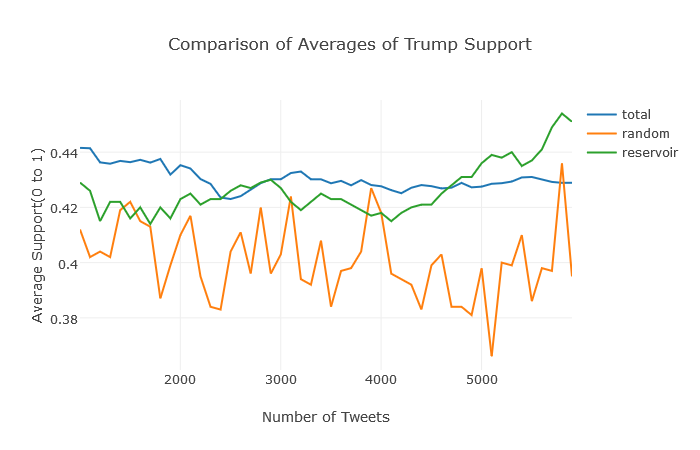 Comparison of Averages of Trump Support
total
random
reservoir
Average Support(0 to 1)
0.44
0.42
0.4
0.38
2000 3000 4000 5000
Number of Tweets